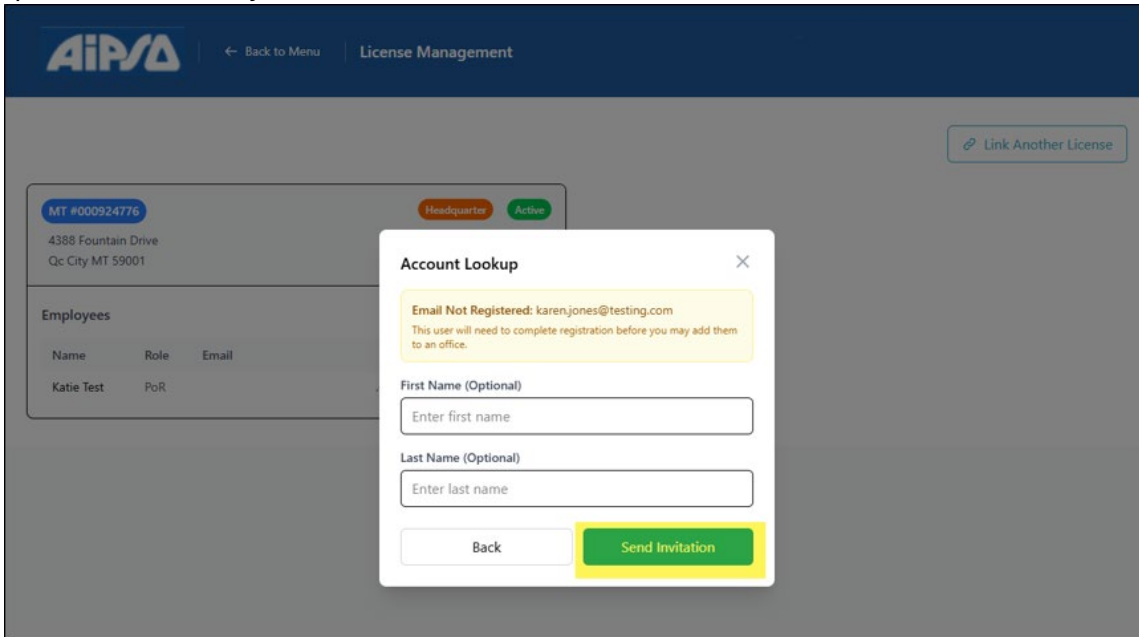 AiPSO
← Back to Menu
License Management
Link Another License
MT #000924776
Headquarter
Active
4388 Fountain Drive
Qc City MT 59001
Employees
Name Role Email
Katie Test PoR
Account Lookup
Email Not Registered: karen.jones@testing.com
This user will need to complete registration before you may add them
to an office.
First Name (Optional)
Enter first name
Last Name (Optional)
Enter last name
Back
Send Invitation